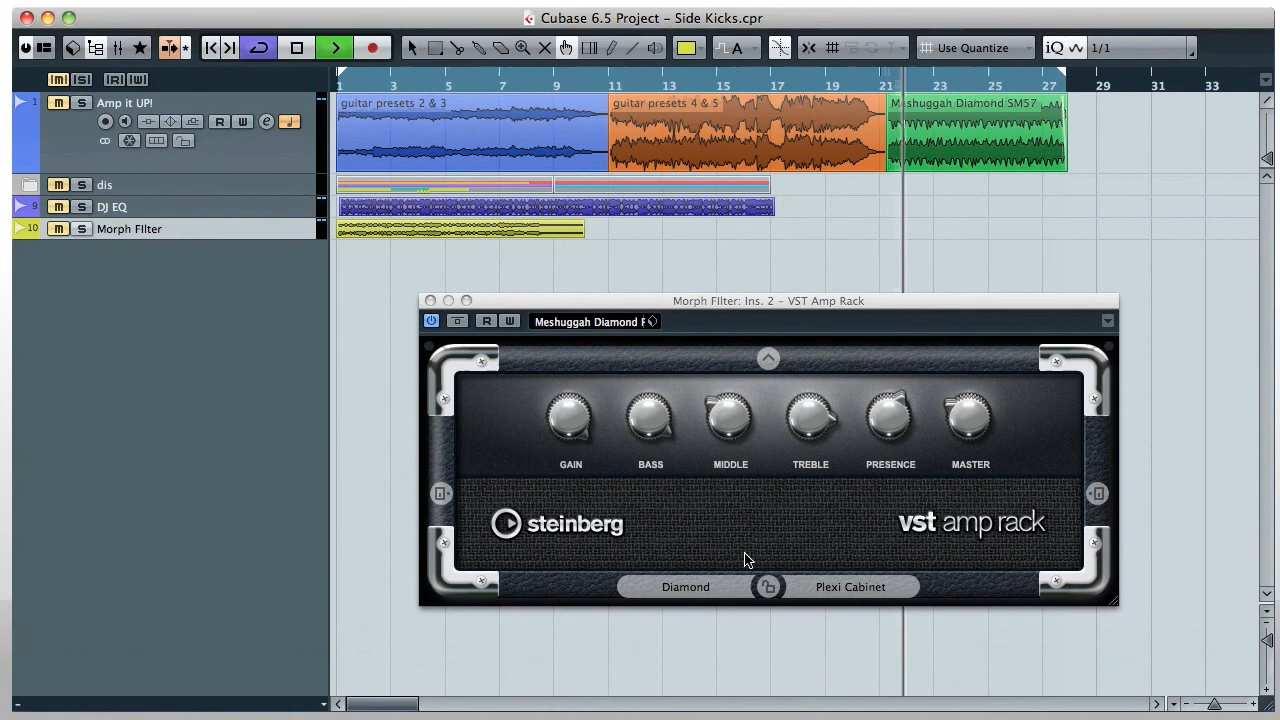 Cubase 6.5 Project – Side Kicks.cpr
A Use Quantize iQ 1/1
m S R W 1 3 5 7 9 11 13 15 17 19 21 23 25 27 29 31 33
1 m S Amp it UP! guitar presets 2 & 3 guitar presets 4 & 5 Meshuggah Diamond SM57
R W e
m S dis
9 m S DJ EQ
10 m S Morph FIlter
Morph FIlter: Ins. 2 – VST Amp Rack
R W Meshuggah Diamond
GAIN BASS MIDDLE TREBLE PRESENCE MASTER
steinberg vst amp rack
Diamond Plexi Cabinet